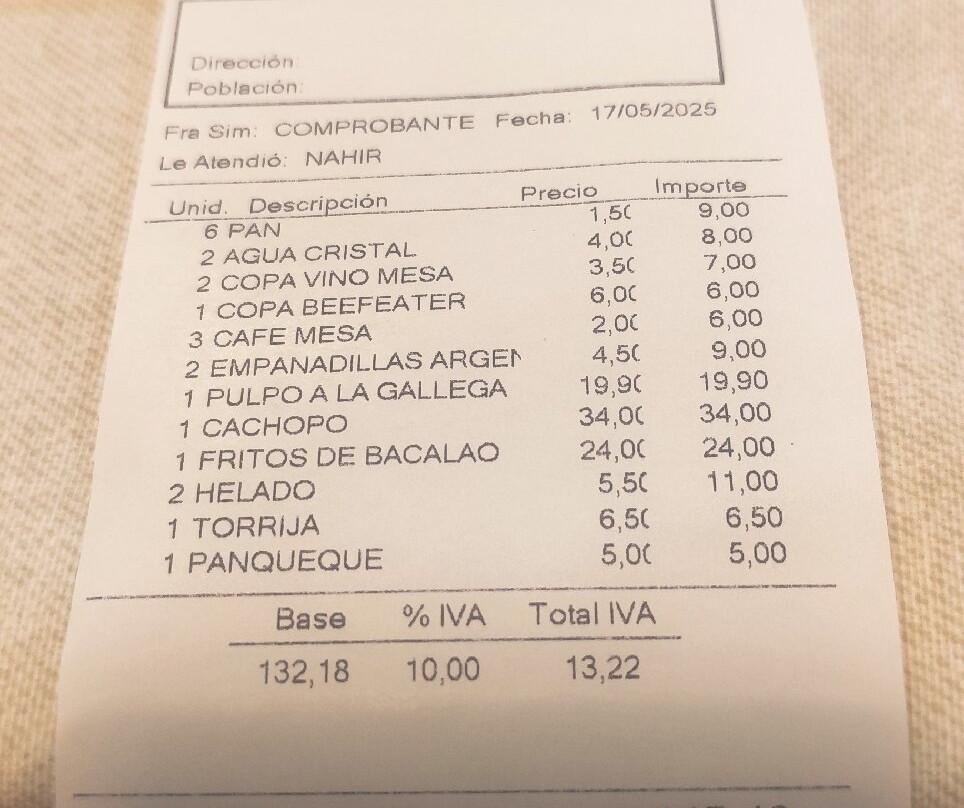 Dirección:
Población:
Fra Sim: COMPROBANTE Fecha: 17/05/2025
Le Atendió: NAHIR
Unid. Descripción Precio Importe
6 PAN 1,50 9,00
2 AGUA CRISTAL 4,00 8,00
2 COPA VINO MESA 3,50 7,00
1 COPA BEEFEATER 6,00 6,00
3 CAFE MESA 2,00 6,00
2 EMPANADILLAS ARGEN 4,50 9,00
1 PULPO A LA GALLEGA 19,90 19,90
1 CACHOPO 34,00 34,00
1 FRITOS DE BACALAO 24,00 24,00
2 HELADO 5,50 11,00
1 TORRIJA 6,50 6,50
1 PANQUEQUE 5,00 5,00
Base % IVA Total IVA
132,18 10,00 13,22